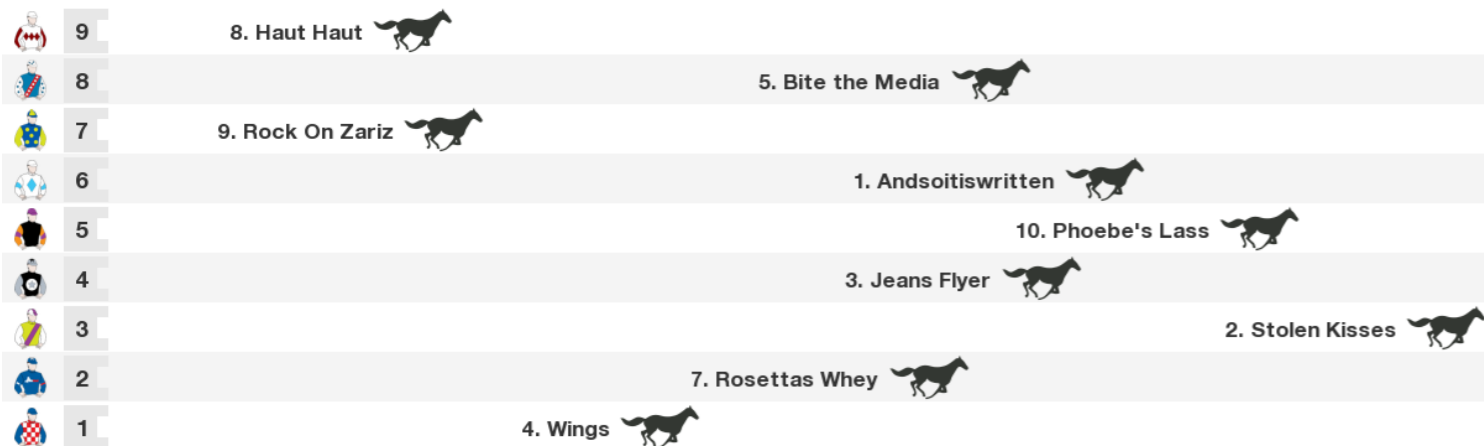 9 8. Haut Haut
8 5. Bite the Media
7 9. Rock On Zariz
6 1. Andsoitiswritten
5 10. Phoebe's Lass
4 3. Jeans Flyer
3 2. Stolen Kisses
2 7. Rosettas Whey
1 4. Wings